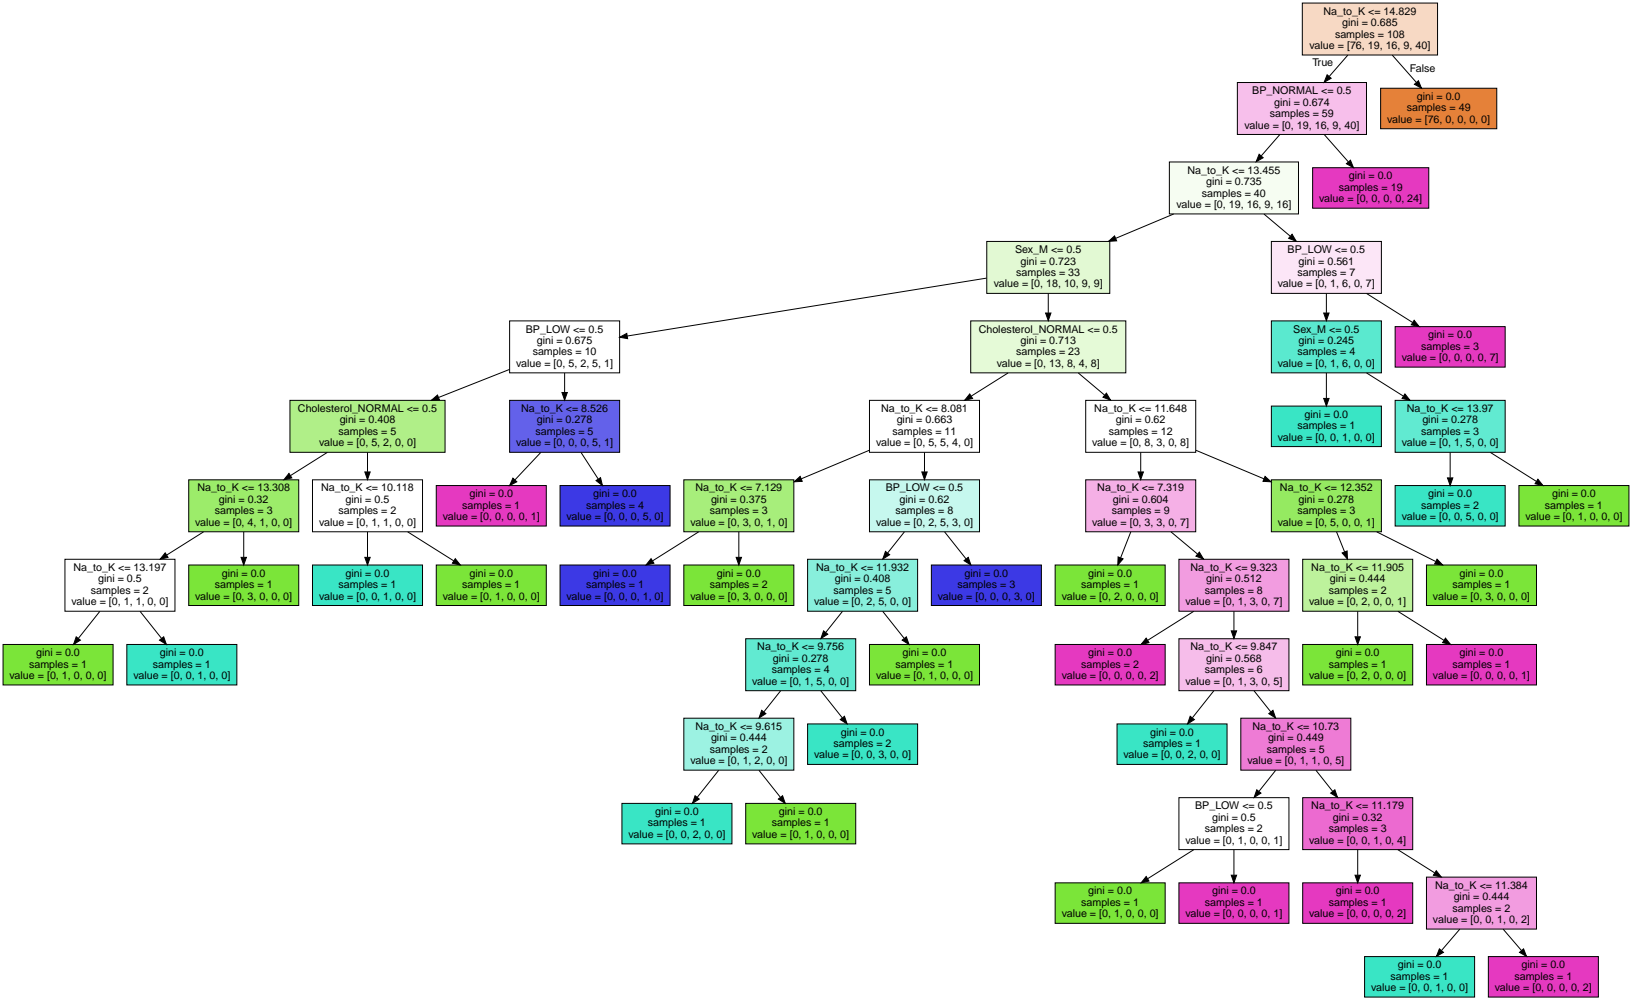 Na_to_K <= 14.829
gini = 0.685
samples = 108
value = [76, 19, 16, 9, 40]
True
False
BP_NORMAL <= 0.5
gini = 0.674
samples = 59
value = [0, 19, 16, 9, 40]
gini = 0.0
samples = 49
value = [76, 0, 0, 0, 0]
Na_to_K <= 13.455
gini = 0.735
samples = 40
value = [0, 19, 16, 9, 16]
gini = 0.0
samples = 19
value = [0, 0, 0, 0, 24]
Sex_M <= 0.5
gini = 0.723
samples = 33
value = [0, 18, 10, 9, 9]
BP_LOW <= 0.5
gini = 0.561
samples = 7
value = [0, 1, 6, 0, 7]
BP_LOW <= 0.5
gini = 0.675
samples = 10
value = [0, 5, 2, 5, 1]
Cholesterol_NORMAL <= 0.5
gini = 0.713
samples = 23
value = [0, 13, 8, 4, 8]
Sex_M <= 0.5
gini = 0.245
samples = 4
value = [0, 1, 6, 0, 0]
gini = 0.0
samples = 3
value = [0, 0, 0, 0, 7]
Cholesterol_NORMAL <= 0.5
gini = 0.408
samples = 5
value = [0, 5, 2, 0, 0]
Na_to_K <= 8.526
gini = 0.278
samples = 5
value = [0, 0, 0, 5, 1]
Na_to_K <= 8.081
gini = 0.663
samples = 11
value = [0, 5, 5, 4, 0]
Na_to_K <= 11.648
gini = 0.62
samples = 12
value = [0, 8, 3, 0, 8]
gini = 0.0
samples = 1
value = [0, 0, 1, 0, 0]
Na_to_K <= 13.97
gini = 0.278
samples = 3
value = [0, 1, 5, 0, 0]
Na_to_K <= 13.308
gini = 0.32
samples = 3
value = [0, 4, 1, 0, 0]
Na_to_K <= 10.118
gini = 0.5
samples = 2
value = [0, 1, 1, 0, 0]
gini = 0.0
samples = 1
value = [0, 0, 0, 0, 1]
gini = 0.0
samples = 4
value = [0, 0, 0, 5, 0]
Na_to_K <= 7.129
gini = 0.375
samples = 3
value = [0, 3, 0, 1, 0]
BP_LOW <= 0.5
gini = 0.62
samples = 8
value = [0, 2, 5, 3, 0]
Na_to_K <= 7.319
gini = 0.604
samples = 9
value = [0, 3, 3, 0, 7]
Na_to_K <= 12.352
gini = 0.278
samples = 3
value = [0, 5, 0, 0, 1]
gini = 0.0
samples = 2
value = [0, 0, 5, 0, 0]
gini = 0.0
samples = 1
value = [0, 1, 0, 0, 0]
Na_to_K <= 13.197
gini = 0.5
samples = 2
value = [0, 1, 1, 0, 0]
gini = 0.0
samples = 1
value = [0, 3, 0, 0, 0]
gini = 0.0
samples = 1
value = [0, 0, 1, 0, 0]
gini = 0.0
samples = 1
value = [0, 1, 0, 0, 0]
gini = 0.0
samples = 1
value = [0, 0, 0, 1, 0]
gini = 0.0
samples = 2
value = [0, 3, 0, 0, 0]
Na_to_K <= 11.932
gini = 0.408
samples = 5
value = [0, 2, 5, 0, 0]
gini = 0.0
samples = 3
value = [0, 0, 0, 3, 0]
gini = 0.0
samples = 1
value = [0, 2, 0, 0, 0]
Na_to_K <= 9.323
gini = 0.512
samples = 8
value = [0, 1, 3, 0, 7]
Na_to_K <= 11.905
gini = 0.444
samples = 2
value = [0, 2, 0, 0, 1]
gini = 0.0
samples = 1
value = [0, 3, 0, 0, 0]
gini = 0.0
samples = 1
value = [0, 1, 0, 0, 0]
gini = 0.0
samples = 1
value = [0, 0, 1, 0, 0]
Na_to_K <= 9.756
gini = 0.278
samples = 4
value = [0, 1, 5, 0, 0]
gini = 0.0
samples = 1
value = [0, 1, 0, 0, 0]
gini = 0.0
samples = 2
value = [0, 0, 0, 0, 2]
Na_to_K <= 9.847
gini = 0.568
samples = 6
value = [0, 1, 3, 0, 5]
gini = 0.0
samples = 1
value = [0, 2, 0, 0, 0]
gini = 0.0
samples = 1
value = [0, 0, 0, 0, 1]
Na_to_K <= 9.615
gini = 0.444
samples = 2
value = [0, 1, 2, 0, 0]
gini = 0.0
samples = 2
value = [0, 0, 3, 0, 0]
gini = 0.0
samples = 1
value = [0, 0, 2, 0, 0]
Na_to_K <= 10.73
gini = 0.449
samples = 5
value = [0, 1, 1, 0, 5]
gini = 0.0
samples = 1
value = [0, 0, 2, 0, 0]
gini = 0.0
samples = 1
value = [0, 1, 0, 0, 0]
BP_LOW <= 0.5
gini = 0.5
samples = 2
value = [0, 1, 0, 0, 1]
Na_to_K <= 11.179
gini = 0.32
samples = 3
value = [0, 0, 1, 0, 4]
gini = 0.0
samples = 1
value = [0, 1, 0, 0, 0]
gini = 0.0
samples = 1
value = [0, 0, 0, 0, 1]
gini = 0.0
samples = 1
value = [0, 0, 0, 0, 2]
Na_to_K <= 11.384
gini = 0.444
samples = 2
value = [0, 0, 1, 0, 2]
gini = 0.0
samples = 1
value = [0, 0, 1, 0, 0]
gini = 0.0
samples = 1
value = [0, 0, 0, 0, 2]